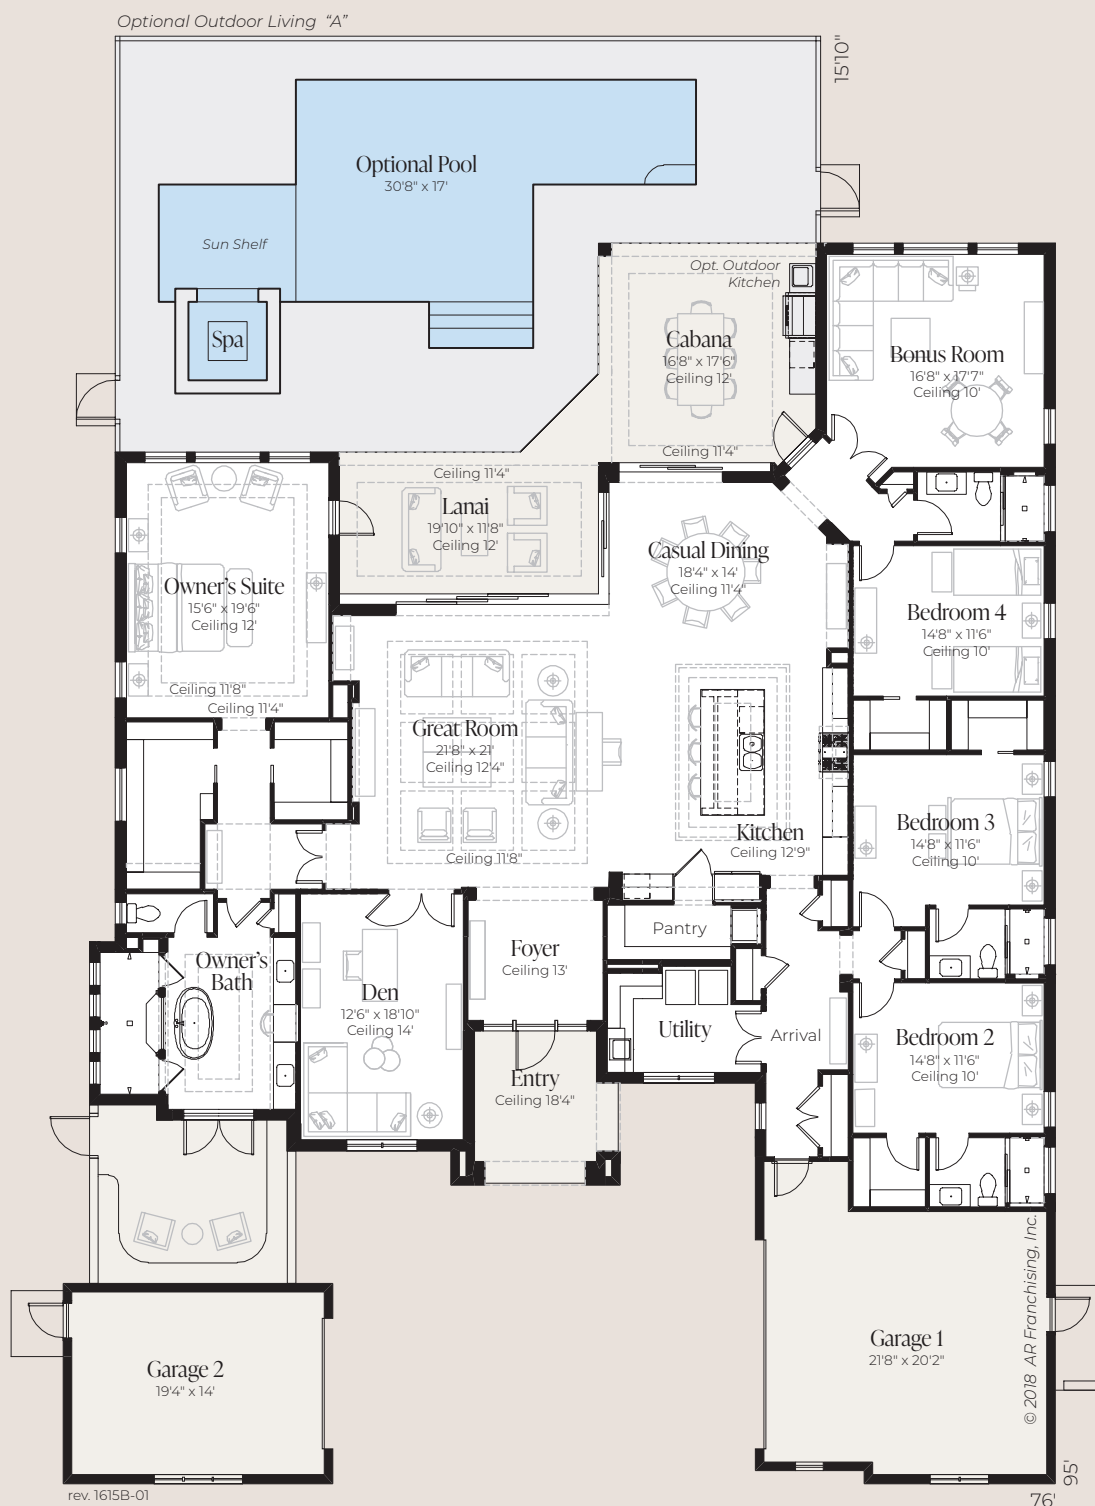 Optional Outdoor Living "A"
15'10"
Optional Pool
30'8" x 17'
Sun Shelf
Spa
Opt. Outdoor
Kitchen
Cabana
16'8" x 17'6"
Ceiling 12'
Ceiling 11'4"
Bonus Room
16'8" x 17'7"
Ceiling 10'
Ceiling 11'4"
Lanai
19'10" x 11'8"
Ceiling 12'
Casual Dining
18'4" x 14'
Ceiling 11'4"
Owner's Suite
15'6" x 19'6"
Ceiling 12'
Ceiling 11'8"
Ceiling 11'4"
Bedroom 4
14'8" x 11'6"
Ceiling 10'
Great Room
21'8" x 21'
Ceiling 12'4"
Ceiling 11'8"
Kitchen
Ceiling 12'9"
Bedroom 3
14'8" x 11'6"
Ceiling 10'
Pantry
Foyer
Ceiling 13'
Owner's
Bath
Den
12'6" x 18'10"
Ceiling 14'
Utility
Arrival
Bedroom 2
14'8" x 11'6"
Ceiling 10'
Entry
Ceiling 18'4"
Garage 1
21'8" x 20'2"
Garage 2
19'4" x 14'
© 2018 AR Franchising, Inc.
rev. 1615B-01
95'
76'